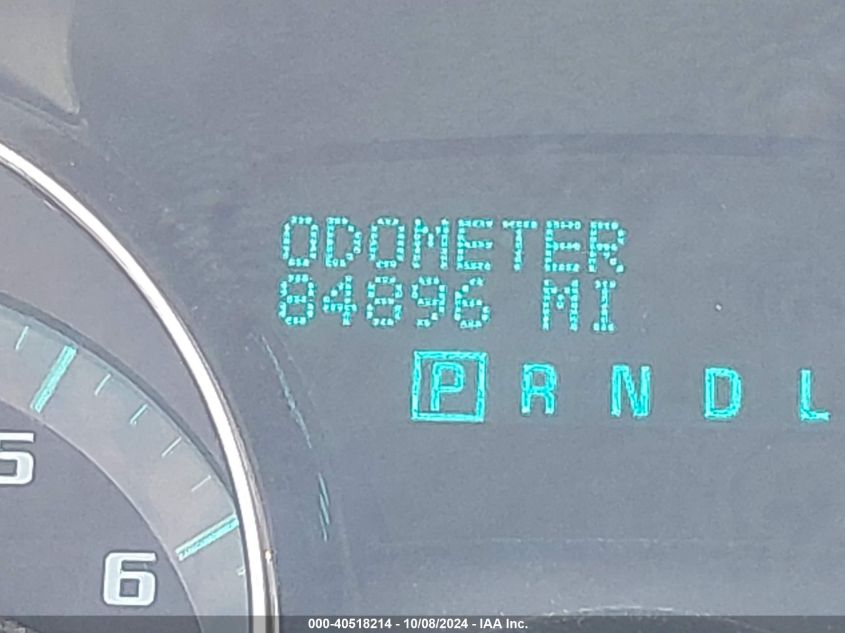 ODOMETER
84896 MI
P R N D L
5
6
000-40518214 - 10/08/2024 - IAA Inc.